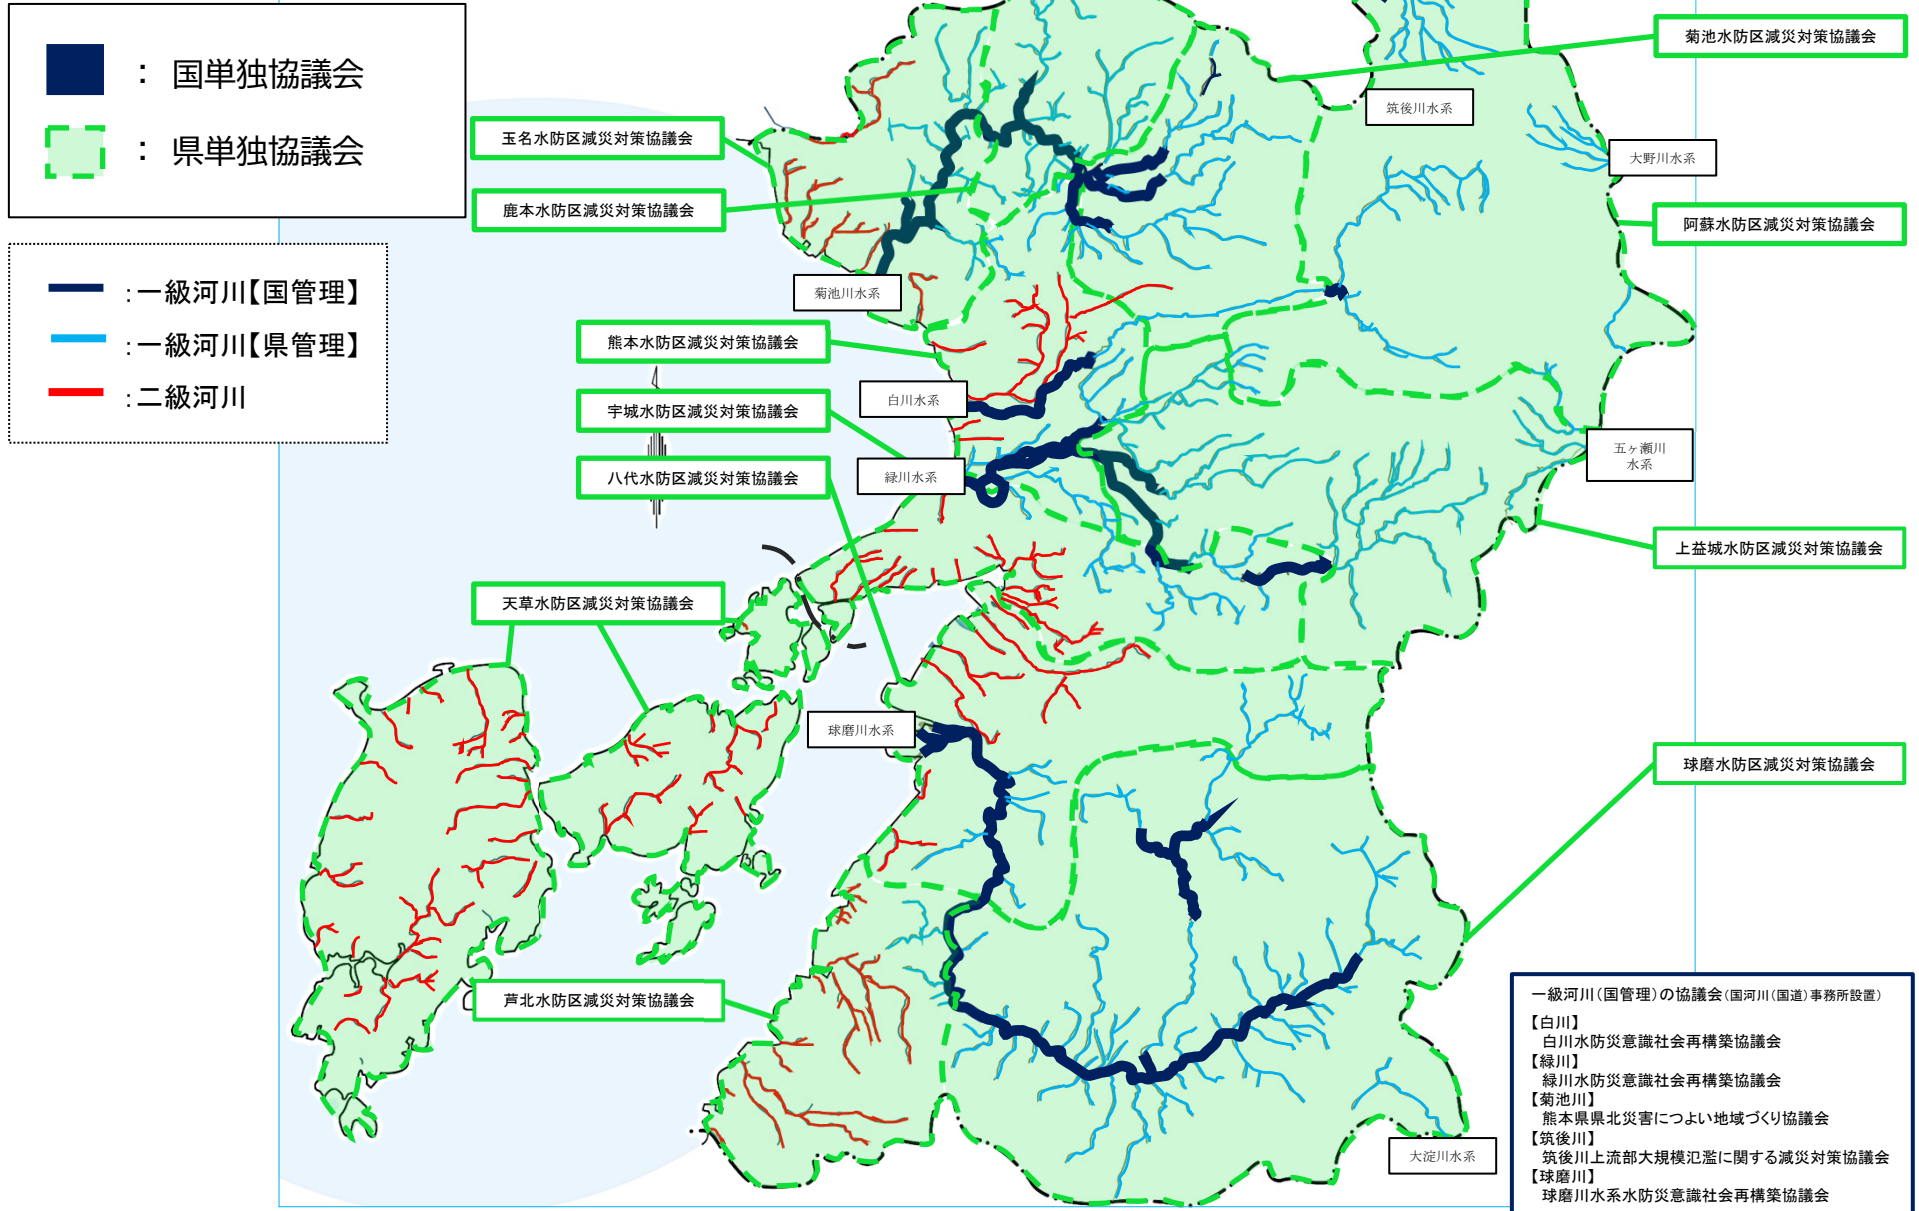 ：国単独協議会
：県単独協議会
：一級河川【国管理】
：一級河川【県管理】
：二級河川
菊池水防区減災対策協議会
筑後川水系
玉名水防区減災対策協議会
大野川水系
鹿本水防区減災対策協議会
阿蘇水防区減災対策協議会
菊池川水系
熊本水防区減災対策協議会
白川水系
宇城水防区減災対策協議会
五ヶ瀬川
水系
八代水防区減災対策協議会
緑川水系
上益城水防区減災対策協議会
天草水防区減災対策協議会
球磨川水系
球磨水防区減災対策協議会
芦北水防区減災対策協議会
大淀川水系
一級河川（国管理）の協議会（国河川（国道）事務所設置）
【白川】
白川水防災意識社会再構築協議会
【緑川】
緑川水防災意識社会再構築協議会
【菊池川】
熊本県県北災害につよい地域づくり協議会
【筑後川】
筑後川上流部大規模氾濫に関する減災対策協議会
【球磨川】
球磨川水系水防災意識社会再構築協議会